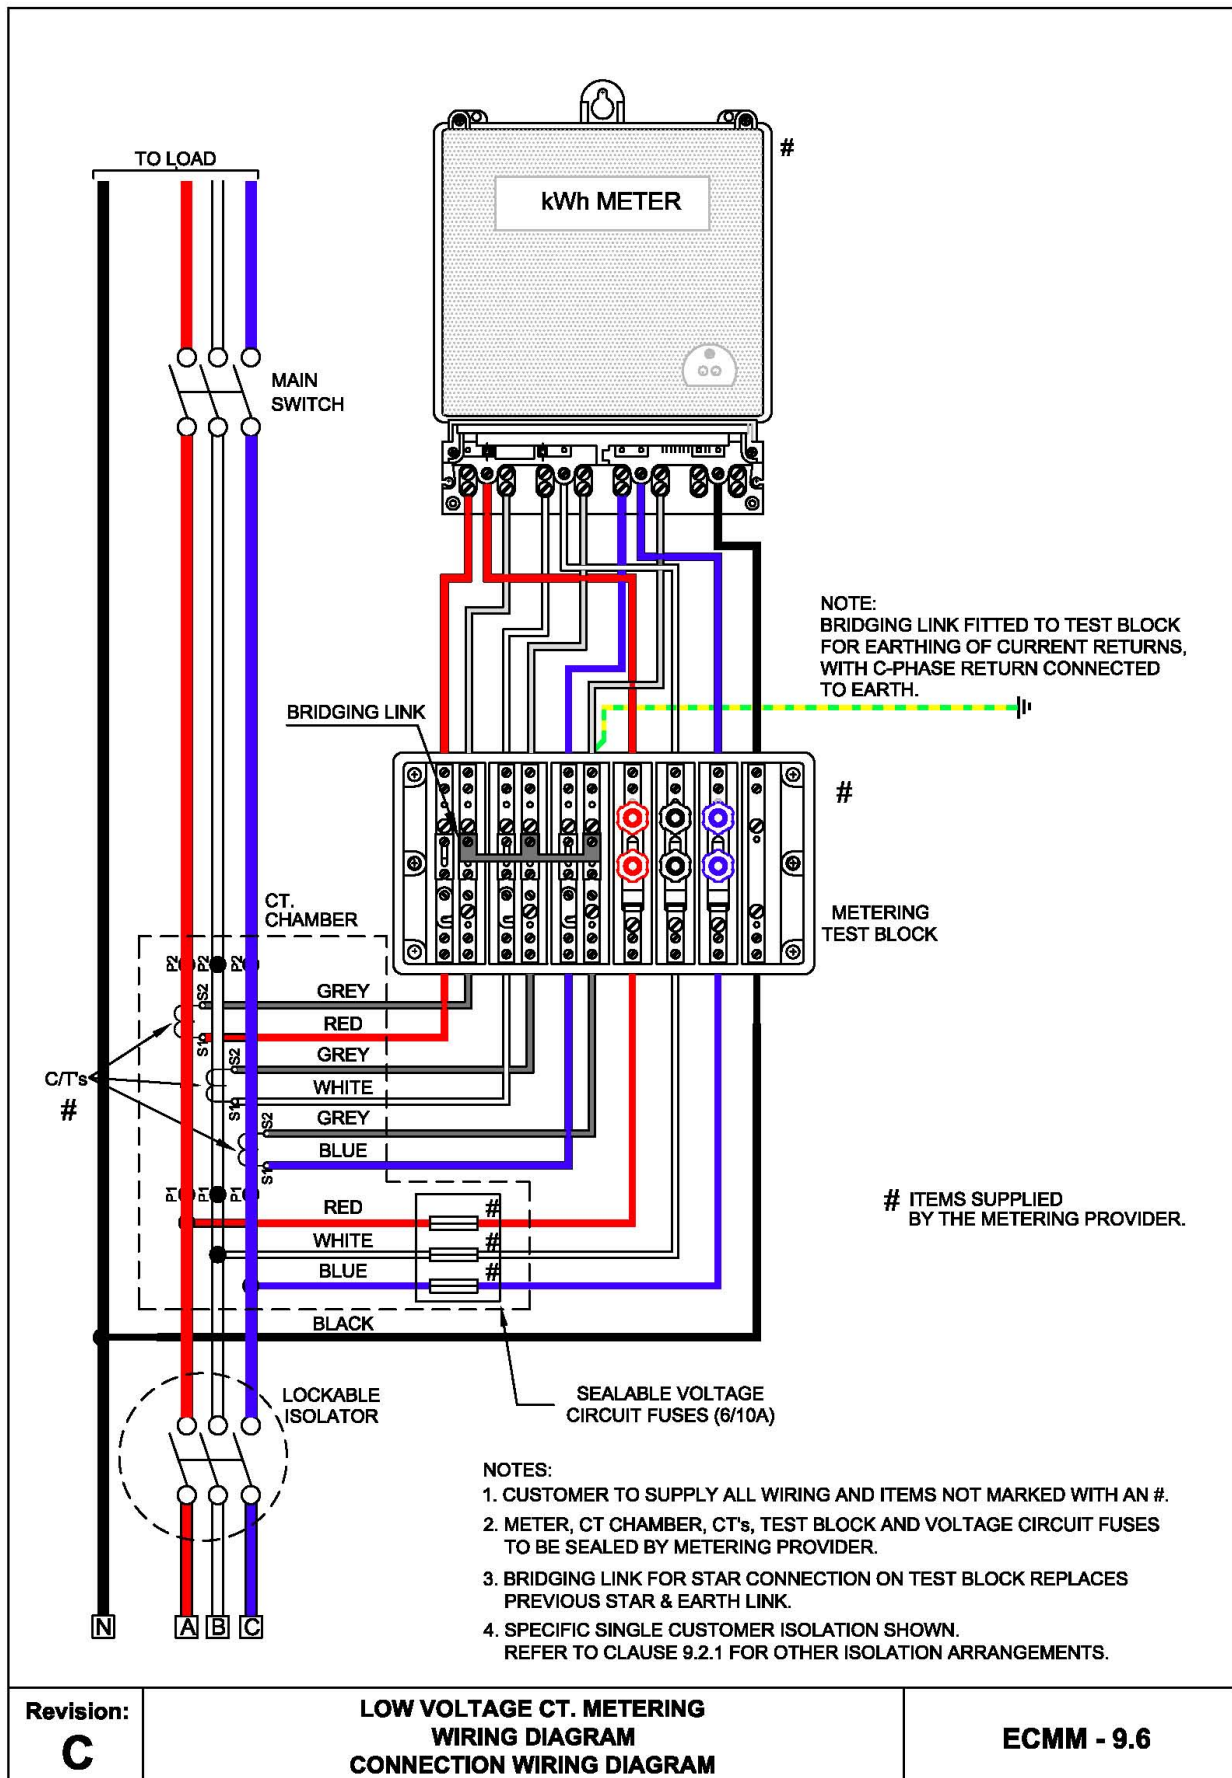 TO LOAD
kWh METER
#
MAIN
SWITCH
NOTE:
BRIDGING LINK FITTED TO TEST BLOCK
FOR EARTHING OF CURRENT RETURNS,
WITH C-PHASE RETURN CONNECTED
TO EARTH.
BRIDGING LINK
#
CT.
CHAMBER
METERING
TEST BLOCK
P2 P2 P2
S2
GREY
RED
S1
S2
GREY
C/T's
#
WHITE
S1
S2
GREY
BLUE
S1
P1 P1 P1
RED
#
WHITE
#
BLUE
#
# ITEMS SUPPLIED
BY THE METERING PROVIDER.
BLACK
LOCKABLE
ISOLATOR
SEALABLE VOLTAGE
CIRCUIT FUSES (6/10A)
N A B C
NOTES:
1. CUSTOMER TO SUPPLY ALL WIRING AND ITEMS NOT MARKED WITH AN #.
2. METER, CT CHAMBER, CT's, TEST BLOCK AND VOLTAGE CIRCUIT FUSES
TO BE SEALED BY METERING PROVIDER.
3. BRIDGING LINK FOR STAR CONNECTION ON TEST BLOCK REPLACES
PREVIOUS STAR & EARTH LINK.
4. SPECIFIC SINGLE CUSTOMER ISOLATION SHOWN.
REFER TO CLAUSE 9.2.1 FOR OTHER ISOLATION ARRANGEMENTS.
Revision:
C
LOW VOLTAGE CT. METERING
WIRING DIAGRAM
CONNECTION WIRING DIAGRAM
ECMM - 9.6